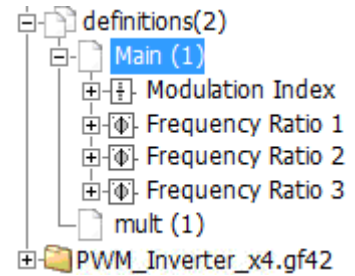 definitions(2)
Main (1)
Modulation Index
Frequency Ratio 1
Frequency Ratio 2
Frequency Ratio 3
mult (1)
PWM_Inverter_x4.gf42